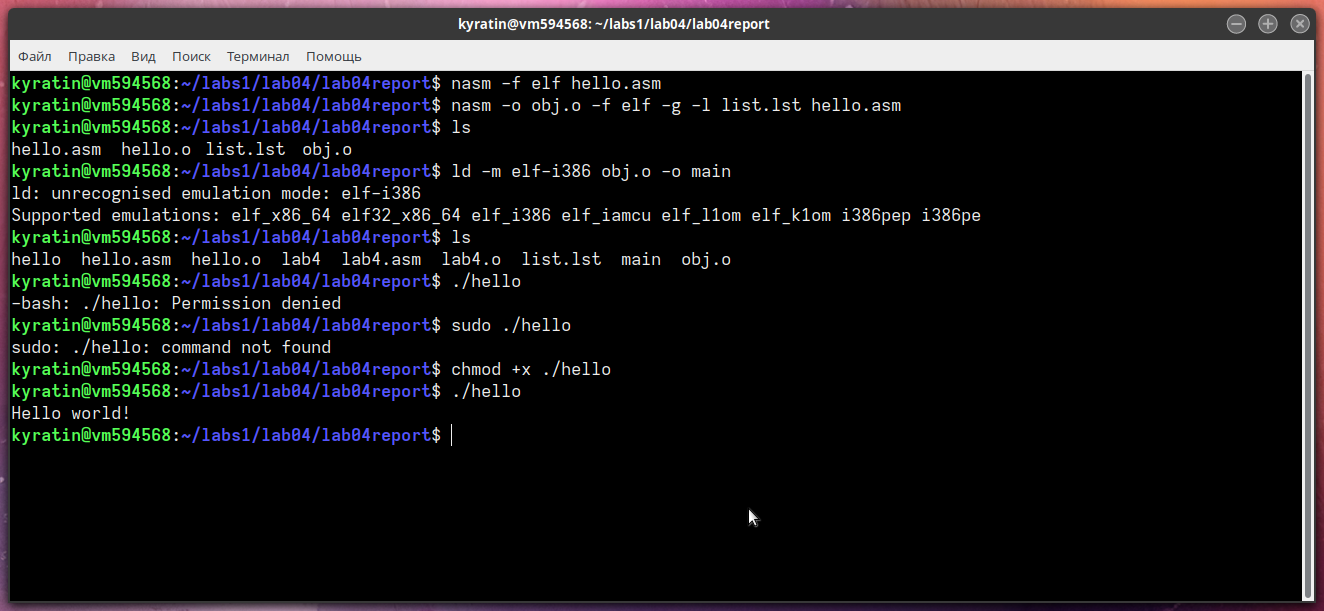 kyratin@vm594568: ~/labs1/lab04/lab04report
Файл Правка Вид Поиск Терминал Помощь
kyratin@vm594568:~/labs1/lab04/lab04report$ nasm -f elf hello.asm
kyratin@vm594568:~/labs1/lab04/lab04report$ nasm -o obj.o -f elf -g -l list.lst hello.asm
kyratin@vm594568:~/labs1/lab04/lab04report$ ls
hello.asm  hello.o  list.lst  obj.o
kyratin@vm594568:~/labs1/lab04/lab04report$ ld -m elf-i386 obj.o -o main
ld: unrecognised emulation mode: elf-i386
Supported emulations: elf_x86_64 elf32_x86_64 elf_i386 elf_iamcu elf_l1om elf_k1om i386pep i386pe
kyratin@vm594568:~/labs1/lab04/lab04report$ ls
hello  hello.asm  hello.o  lab4  lab4.asm  lab4.o  list.lst  main  obj.o
kyratin@vm594568:~/labs1/lab04/lab04report$ ./hello
-bash: ./hello: Permission denied
kyratin@vm594568:~/labs1/lab04/lab04report$ sudo ./hello
sudo: ./hello: command not found
kyratin@vm594568:~/labs1/lab04/lab04report$ chmod +x ./hello
kyratin@vm594568:~/labs1/lab04/lab04report$ ./hello
Hello world!
kyratin@vm594568:~/labs1/lab04/lab04report$